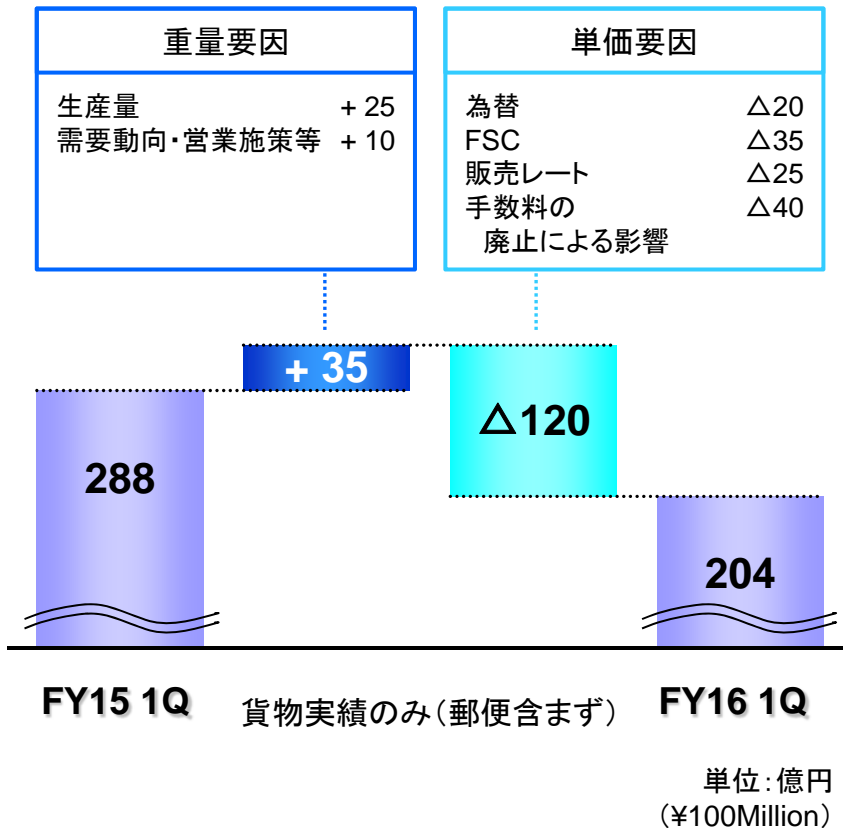 重量要因
生産量 + 25
需要動向・営業施策等 + 10
単価要因
為替 △20
FSC △35
販売レート △25
手数料の △40
廃止による影響
+ 35
△120
288
204
FY15 1Q
貨物実績のみ（郵便含まず）
FY16 1Q
単位：億円
（¥100Million）